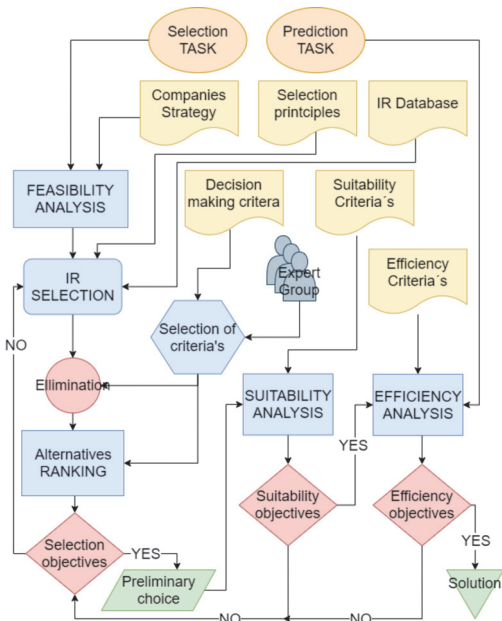 Selection
TASK
Prediction
TASK
Companies
Strategy
Selection
printciples
IR Database
FEASIBILITY
ANALYSIS
Decision
making critera
Suitability
Criteria´s
IR
SELECTION
Expert
Group
Efficiency
Criteria´s
NO
Selection of
criteria's
Ellimination
SUITABILITY
ANALYSIS
EFFICIENCY
ANALYSIS
YES
Alternatives
RANKING
Suitability
objectives
Efficiency
objectives
Selection
objectives
YES
YES
Preliminary
choice
Solution
NO
NO